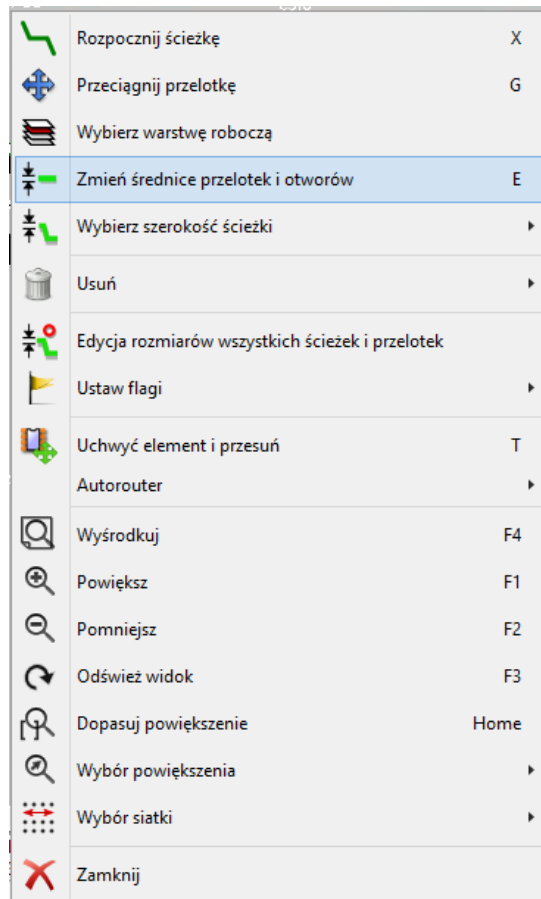 Rozpocznij ścieżkę X
Przeciągnij przelotkę G
Wybierz warstwę roboczą
Zmień średnice przelotek i otworów E
Wybierz szerokość ścieżki
Usuń
Edycja rozmiarów wszystkich ścieżek i przelotek
Ustaw flagi
Uchwyć element i przesuń T
Autorouter
Wyśrodkuj F4
Powiększ F1
Pomniejsz F2
Odśwież widok F3
Dopasuj powiększenie Home
Wybór powiększenia
Wybór siatki
Zamknij